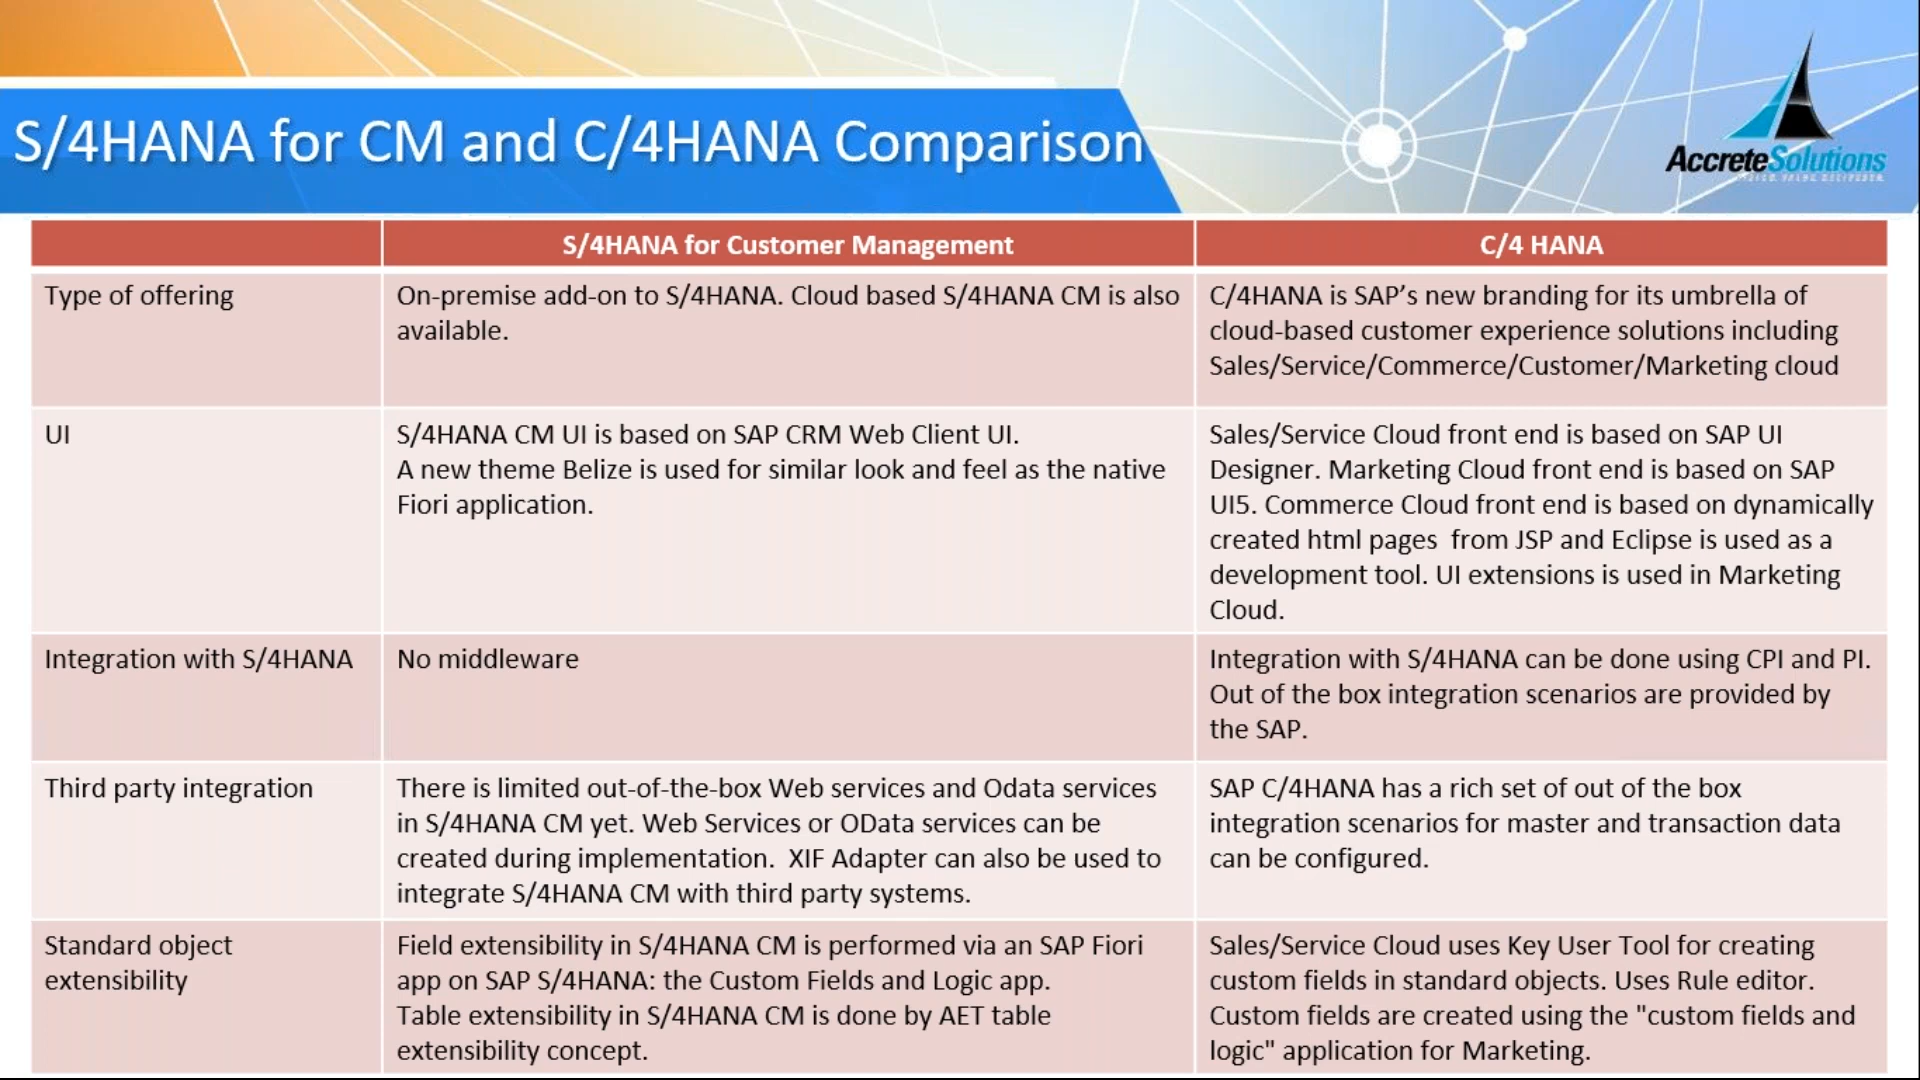 S/4HANA for CM and C/4HANA Comparison
AccreteSolutions
S/4HANA for Customer Management
C/4 HANA
Type of offering
On-premise add-on to S/4HANA. Cloud based S/4HANA CM is also
available.
C/4HANA is SAP’s new branding for its umbrella of
cloud-based customer experience solutions including
Sales/Service/Commerce/Customer/Marketing cloud
UI
S/4HANA CM UI is based on SAP CRM Web Client UI.
A new theme Belize is used for similar look and feel as the native
Fiori application.
Sales/Service Cloud front end is based on SAP UI
Designer. Marketing Cloud front end is based on SAP
UI5. Commerce Cloud front end is based on dynamically
created html pages  from JSP and Eclipse is used as a
development tool. UI extensions is used in Marketing
Cloud.
Integration with S/4HANA
No middleware
Integration with S/4HANA can be done using CPI and PI.
Out of the box integration scenarios are provided by
the SAP.
Third party integration
There is limited out-of-the-box Web services and Odata services
in S/4HANA CM yet. Web Services or OData services can be
created during implementation.  XIF Adapter can also be used to
integrate S/4HANA CM with third party systems.
SAP C/4HANA has a rich set of out of the box
integration scenarios for master and transaction data
can be configured.
Standard object
extensibility
Field extensibility in S/4HANA CM is performed via an SAP Fiori
app on SAP S/4HANA: the Custom Fields and Logic app.
Table extensibility in S/4HANA CM is done by AET table
extensibility concept.
Sales/Service Cloud uses Key User Tool for creating
custom fields in standard objects. Uses Rule editor.
Custom fields are created using the "custom fields and
logic" application for Marketing.